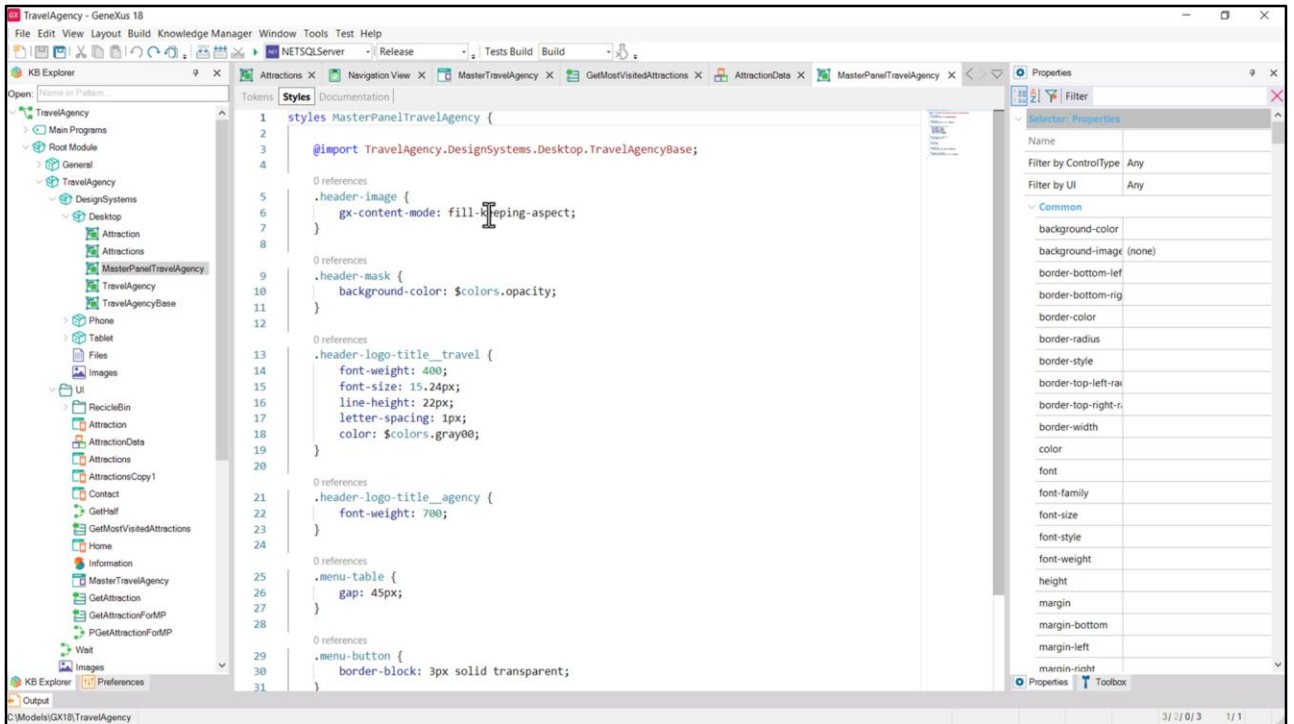 TravelAgency - GeneXus 18
File Edit View Layout Build Knowledge Manager Window Tools Test Help
NETSQLServer Release Tests Build Build
KB Explorer
Open: Name or Pattern...
TravelAgency
Main Programs
Root Module
General
TravelAgency
DesignSystems
Desktop
Attraction
Attractions
MasterPanelTravelAgency
TravelAgency
TravelAgencyBase
Phone
Tablet
Files
Images
UI
RecicleBin
Attraction
AttractionData
Attractions
AttractionsCopy1
Contact
GetHalf
GetMostVisitedAttractions
Home
Information
MasterTravelAgency
GetAttraction
GetAttractionForMP
PGetAttractionForMP
Wait
Images
KB Explorer Preferences
Attractions Navigation View MasterTravelAgency GetMostVisitedAttractions AttractionData MasterPanelTravelAgency
Tokens Styles Documentation
1 styles MasterPanelTravelAgency {
2
3 @import TravelAgency.DesignSystems.Desktop.TravelAgencyBase;
4
0 references
5 .header-image {
6 gx-content-mode: fill-keeping-aspect;
7 }
8
0 references
9 .header-mask {
10 background-color: $colors.opacity;
11 }
12
0 references
13 .header-logo-title__travel {
14 font-weight: 400;
15 font-size: 15.24px;
16 line-height: 22px;
17 letter-spacing: 1px;
18 color: $colors.gray00;
19 }
20
0 references
21 .header-logo-title__agency {
22 font-weight: 700;
23 }
24
0 references
25 .menu-table {
26 gap: 45px;
27 }
28
0 references
29 .menu-button {
30 border-block: 3px solid transparent;
31 }
Properties
Filter
Selector: Properties
Name
Filter by ControlType Any
Filter by UI Any
Common
background-color
background-image (none)
border-bottom-lef
border-bottom-rig
border-color
border-radius
border-style
border-top-left-rad
border-top-right-r
border-width
color
font
font-family
font-size
font-style
font-weight
height
margin
margin-bottom
margin-left
margin-right
Properties Toolbox
Output
C:\Models\GX18\TravelAgency
3/2/0/3 1/1